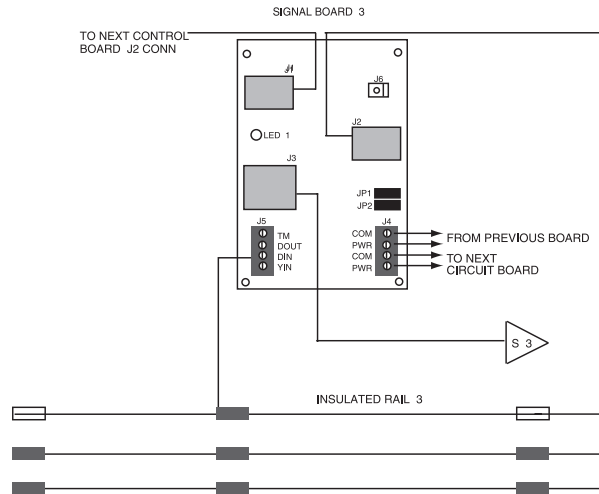 SIGNAL BOARD 3
TO NEXT CONTROL
BOARD J2 CONN
J1
J6
LED 1
J2
J3
JP1
JP2
J5
J4
TM
DOUT
DIN
YIN
COM
PWR
COM
PWR
FROM PREVIOUS BOARD
TO NEXT
CIRCUIT BOARD
S 3
INSULATED RAIL 3